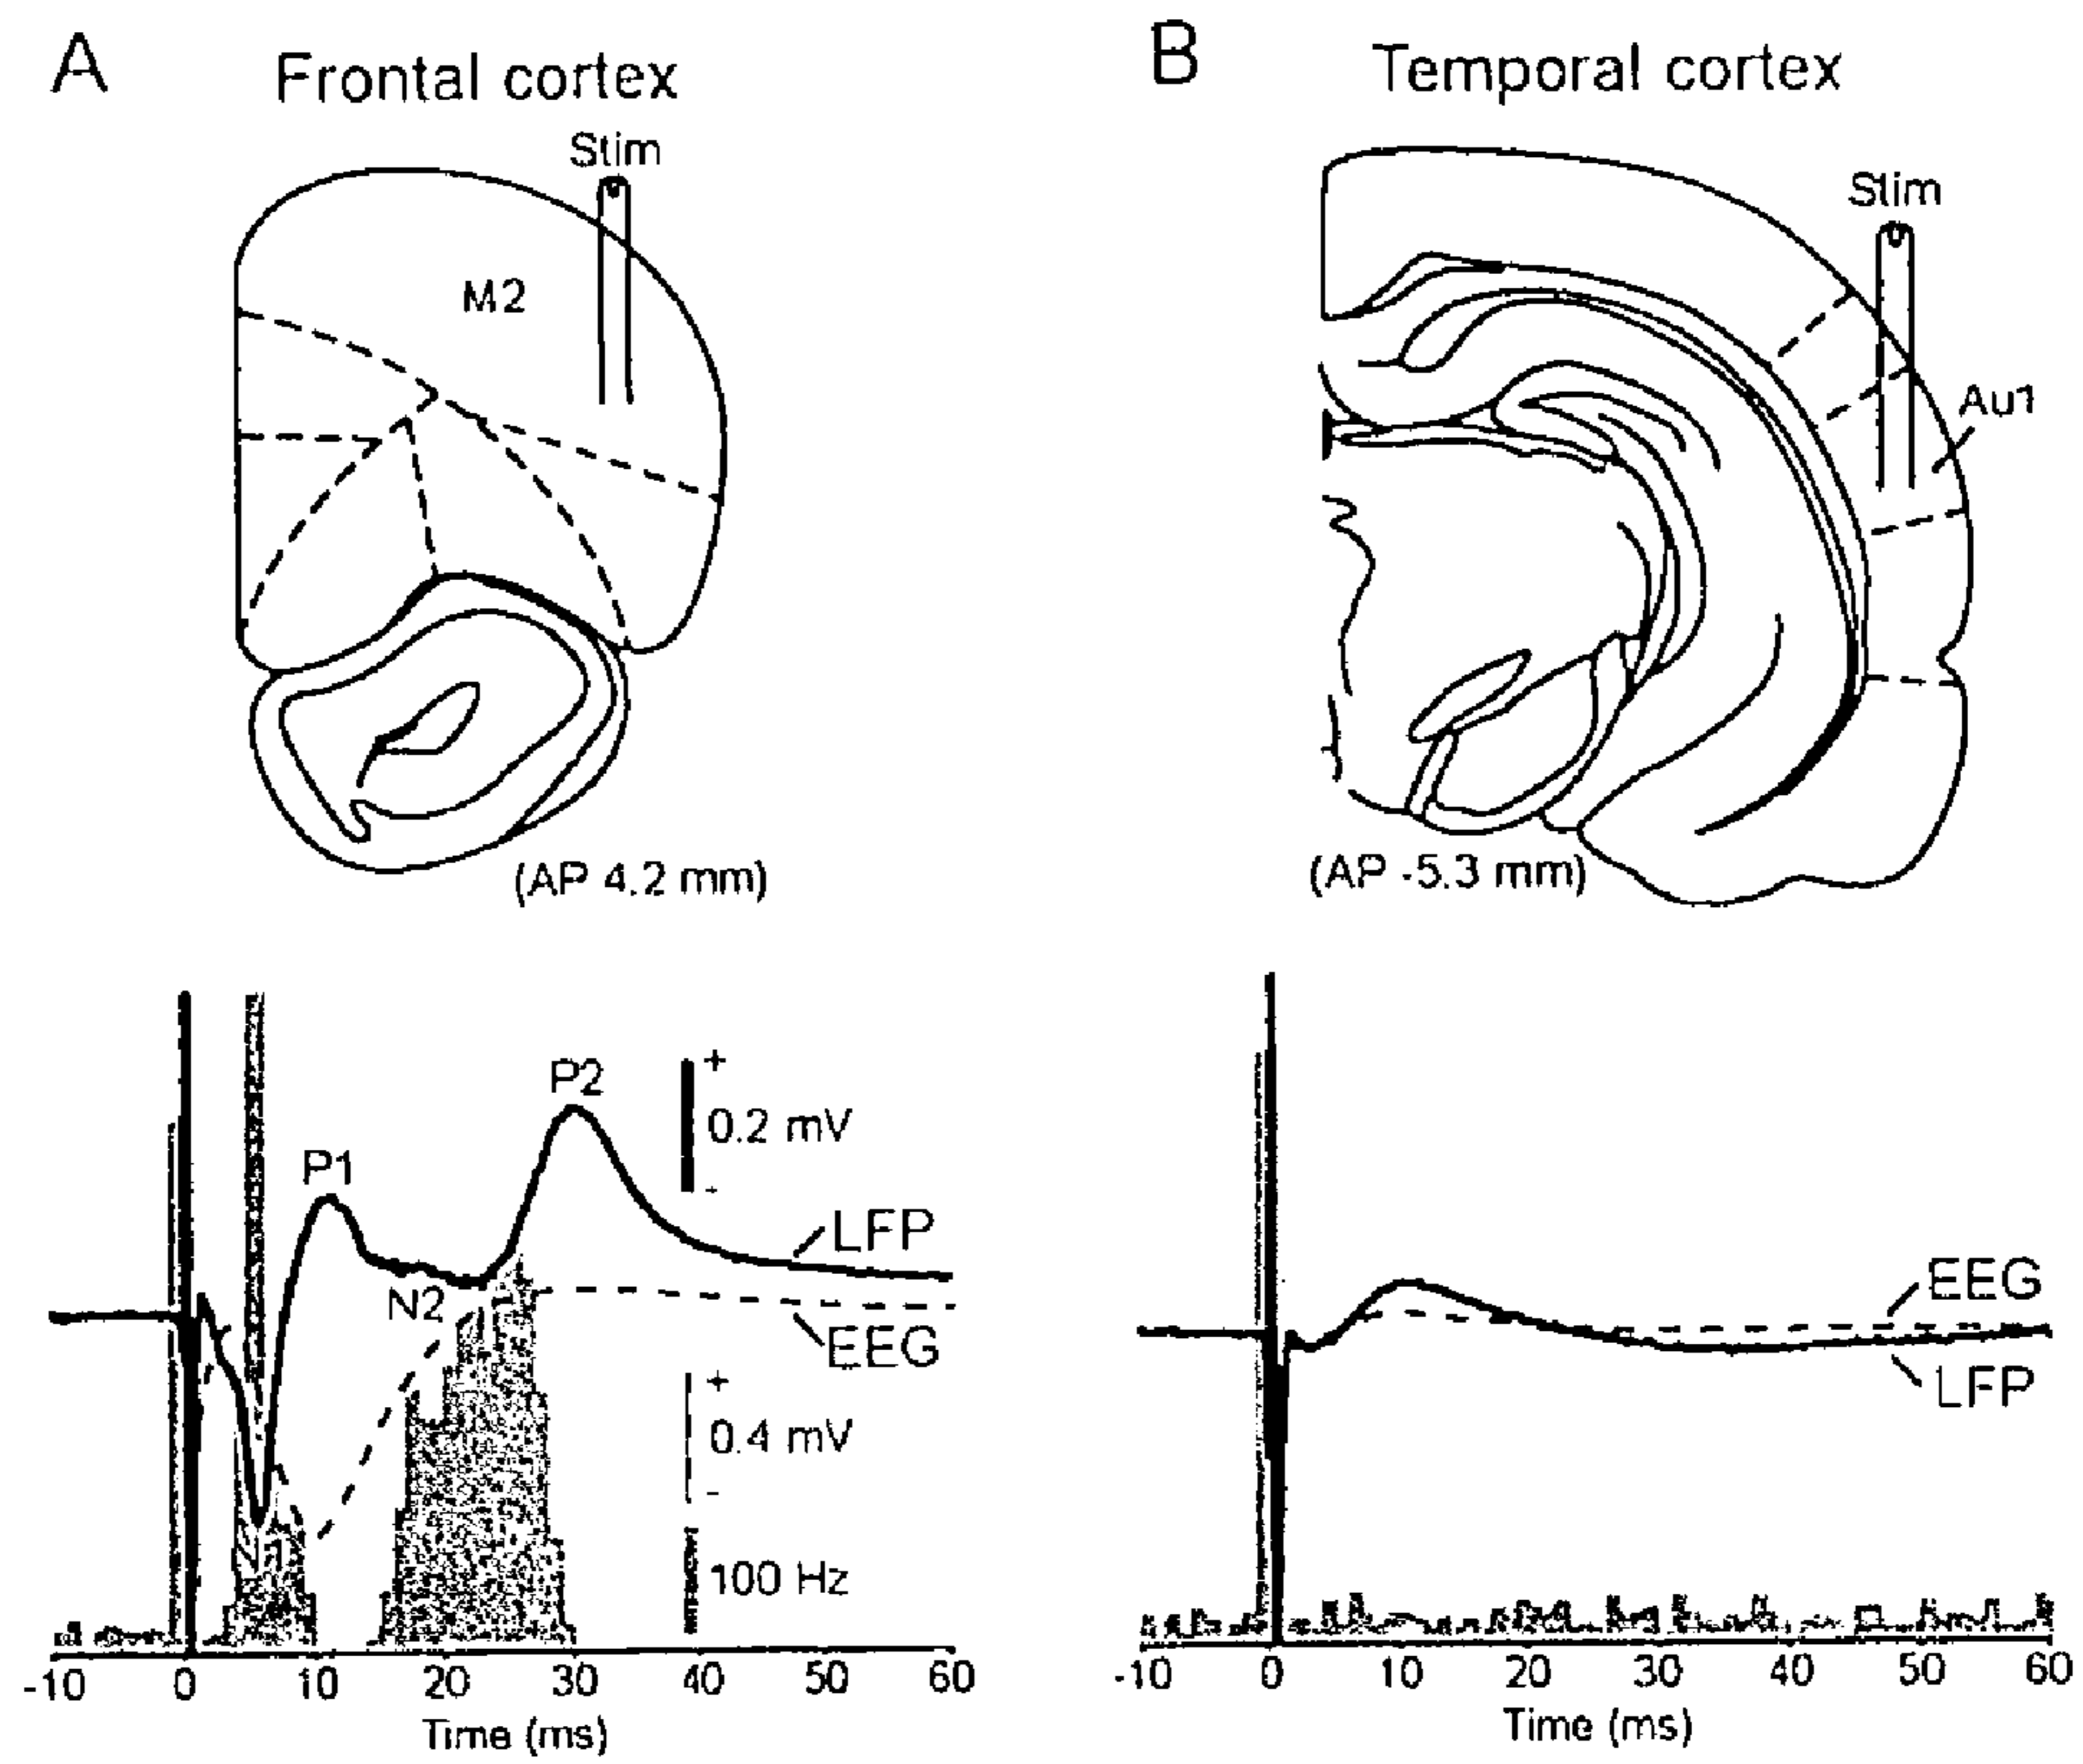 A
Frontal cortex
Stim
M2
(AP 4.2 mm)
P2
+
0.2 mV
-
P1
LFP
N2
EEG
+
0.4 mV
-
100 Hz
-10 0 10 20 30 40 50 60
Time (ms)
B
Temporal cortex
Stim
Au1
(AP -5.3 mm)
EEG
LFP
-10 0 10 20 30 40 50 60
Time (ms)